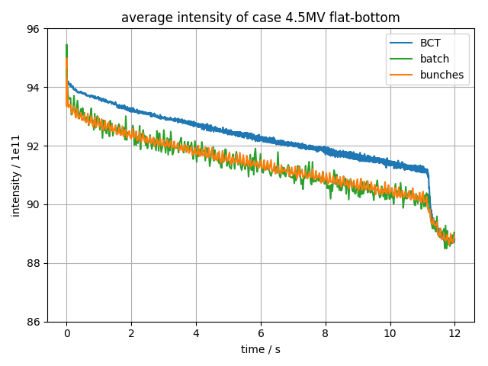 average intensity of case 4.5MV flat-bottom
96
94
92
90
88
86
intensity / 1e11
BCT
batch
bunches
0
2
4
6
8
10
12
time / s